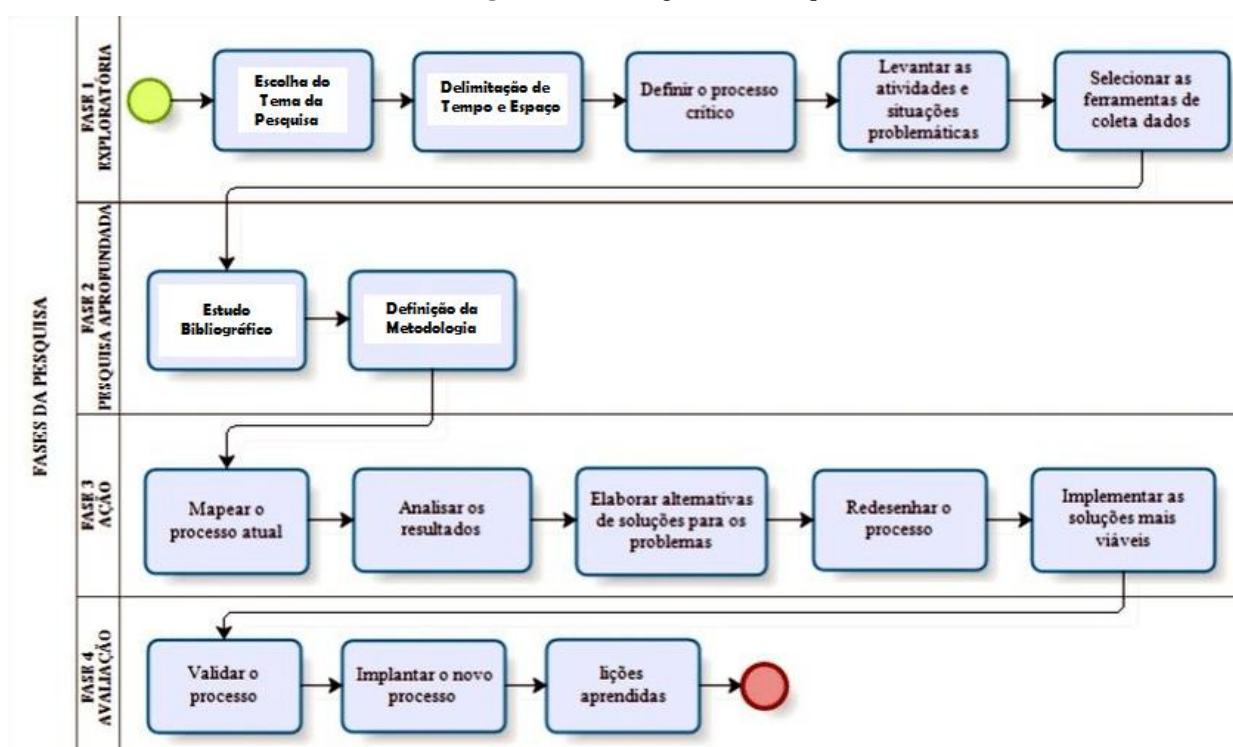 FASES DA PESQUISA
FASE 1
EXPLORATÓRIA
Escolha do
Tema da
Pesquisa
Delimitação de
Tempo e Espaço
Definir o processo
crítico
Levantar as
atividades e
situações
problemáticas
Selecionar as
ferramentas de
coleta dados
FASE 2
PESQUISA APROFUNDADA
Estudo
Bibliográfico
Definição da
Metodologia
FASE 3
AÇÃO
Mapear o
processo atual
Analisar os
resultados
Elaborar alternativas
de soluções para os
problemas
Redesenhar o
processo
Implementar as
soluções mais
viáveis
FASE 4
AVALIAÇÃO
Validar o
processo
Implantar o novo
processo
lições
aprendidas